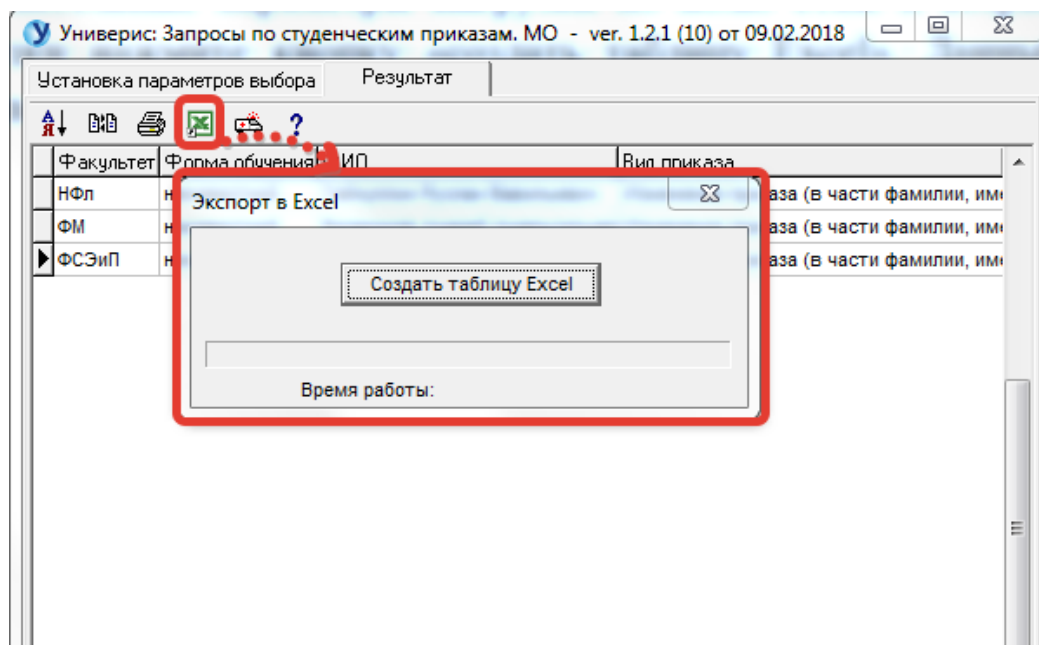 Универис: Запросы по студенческим приказам. МО - ver. 1.2.1 (10) от 09.02.2018
Установка параметров выбора Результат
Факультет Форма обучения ИО Вид приказа
НФл н аза (в части фамилии, им
ФМ н аза (в части фамилии, им
ФСЭиП н аза (в части фамилии, им
Экспорт в Excel
Создать таблицу Excel
Время работы: